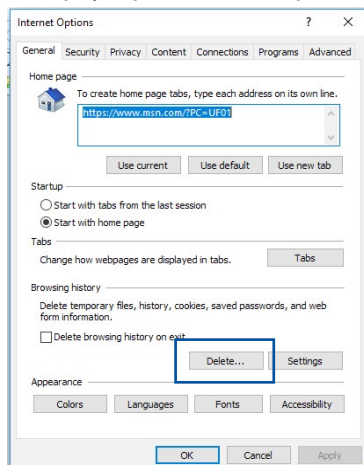 Internet Options
General Security Privacy Content Connections Programs Advanced
Home page
To create home page tabs, type each address on its own line.
https://www.msn.com/?PC=UF01
Use current Use default Use new tab
Startup
Start with tabs from the last session
Start with home page
Tabs
Change how webpages are displayed in tabs. Tabs
Browsing history
Delete temporary files, history, cookies, saved passwords, and web
form information.
Delete browsing history on exit
Delete... Settings
Appearance
Colors Languages Fonts Accessibility
OK Cancel Apply